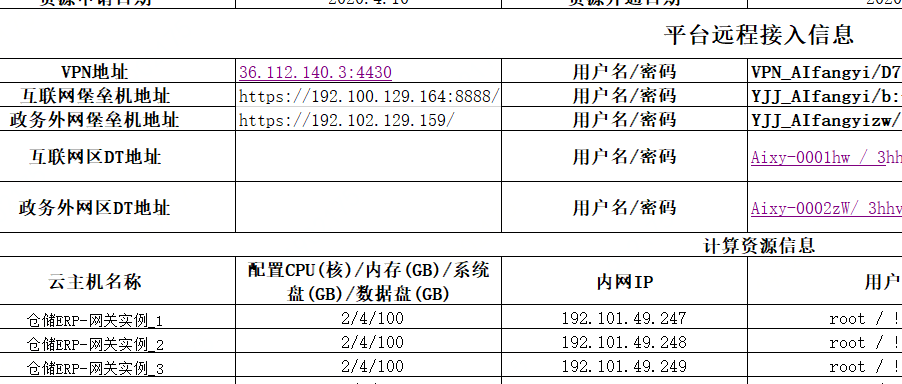 平台远程接入信息
VPN地址 36.112.140.3:4430 用户名/密码 VPN_AIfangyi/D7
互联网堡垒机地址 https://192.100.129.164:8888/ 用户名/密码 YJJ_AIfangyi/b:
政务外网堡垒机地址 https://192.102.129.159/ 用户名/密码 YJJ_AIfangyizw/
互联网区DT地址 用户名/密码 Aixy-0001hw / 3hh
政务外网区DT地址 用户名/密码 Aixy-0002zW/ 3hhv
计算资源信息
云主机名称 配置CPU(核)/内存(GB)/系统 内网IP 用户
盘(GB)/数据盘(GB)
仓储ERP-网关实例_1 2/4/100 192.101.49.247 root / !
仓储ERP-网关实例_2 2/4/100 192.101.49.248 root / !
仓储ERP-网关实例_3 2/4/100 192.101.49.249 root / !